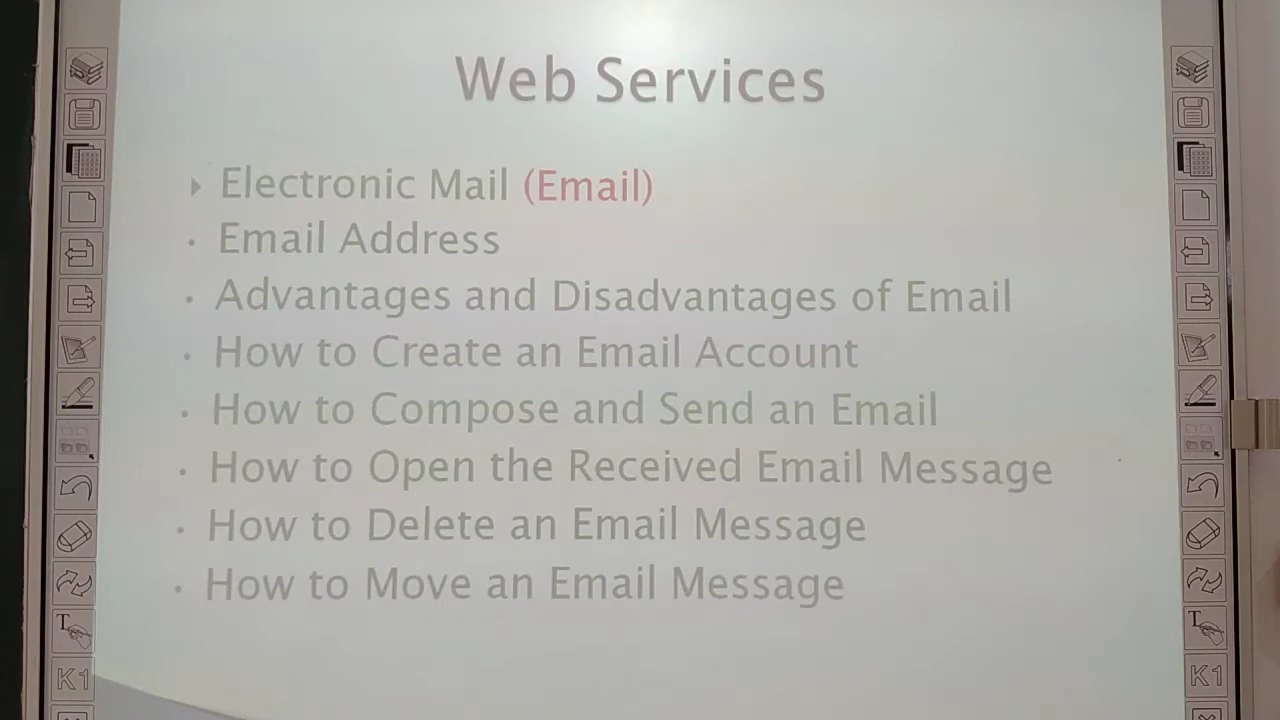 Web Services
Electronic Mail (Email)
Email Address
Advantages and Disadvantages of Email
How to Create an Email Account
How to Compose and Send an Email
How to Open the Received Email Message
How to Delete an Email Message
How to Move an Email Message
T
K1
T
K1